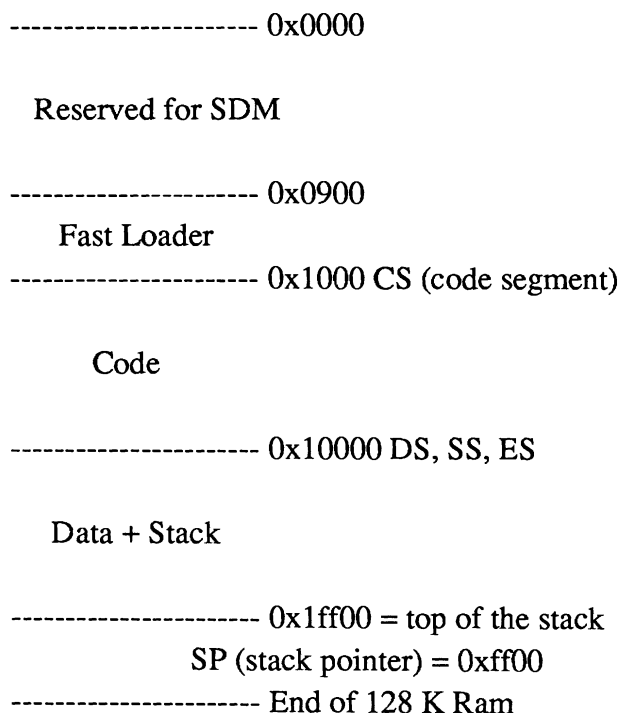 ---------------------- 0x0000
Reserved for SDM
---------------------- 0x0900
Fast Loader
---------------------- 0x1000 CS (code segment)
Code
---------------------- 0x10000 DS, SS, ES
Data + Stack
---------------------- 0x1ff00 = top of the stack
SP (stack pointer) = 0xff00
---------------------- End of 128 K Ram